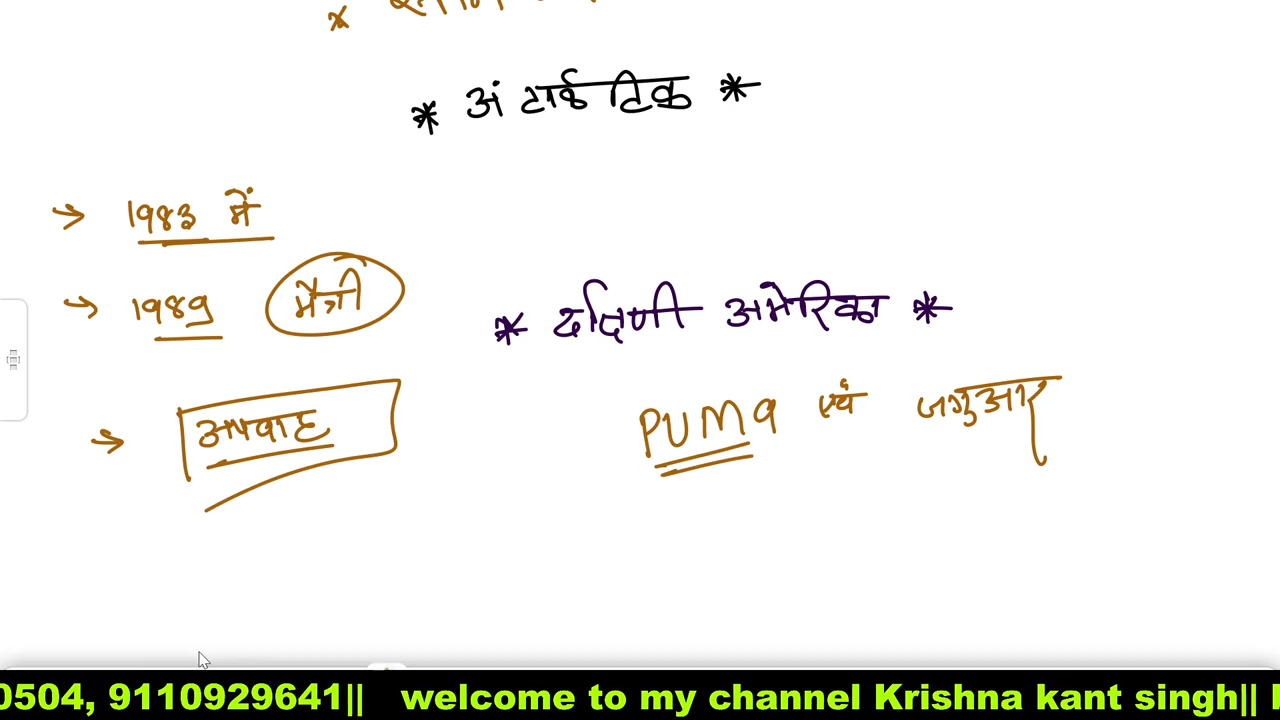 * अंटार्कटिक *
→ 1983 में
→ 1989 मैत्री
* दक्षिणी अमेरिका *
→ अपवाह
PUMA एवं जगुआर
0504, 9110929641|| welcome to my channel Krishna kant singh||